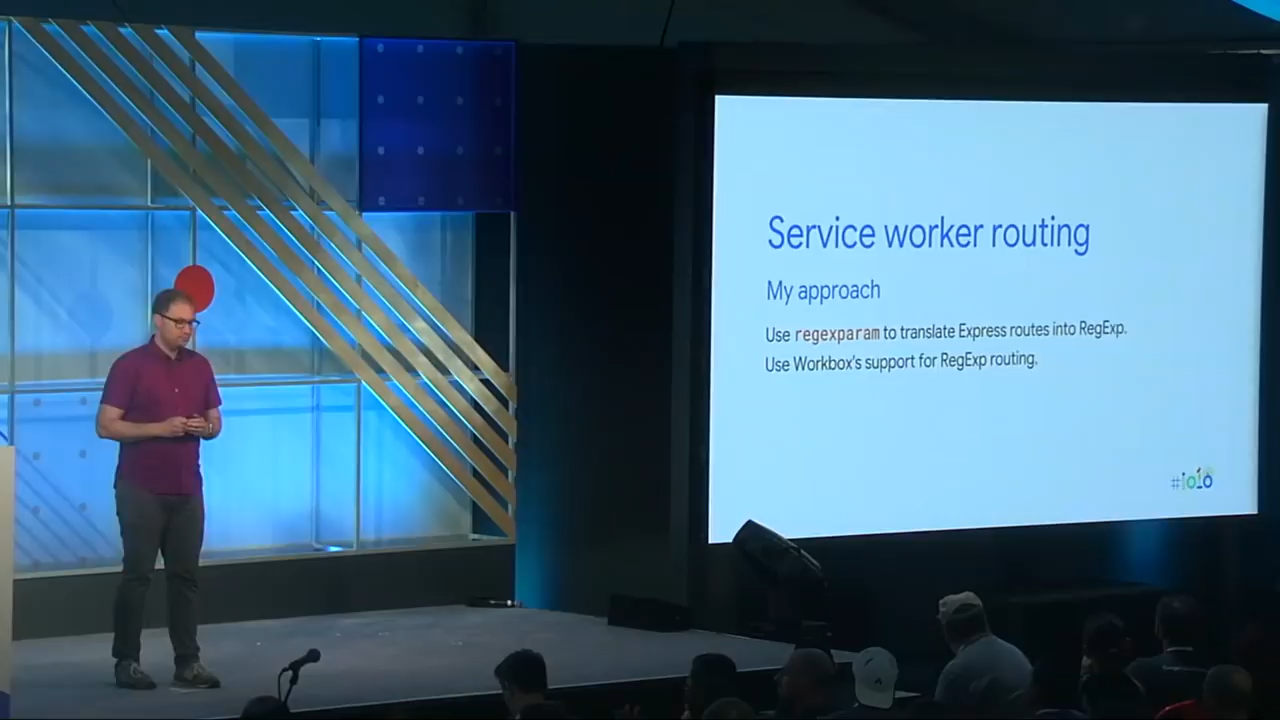 Service worker routing
My approach
Use regexparam to translate Express routes into RegExp.
Use Workbox's support for RegExp routing.
#io18